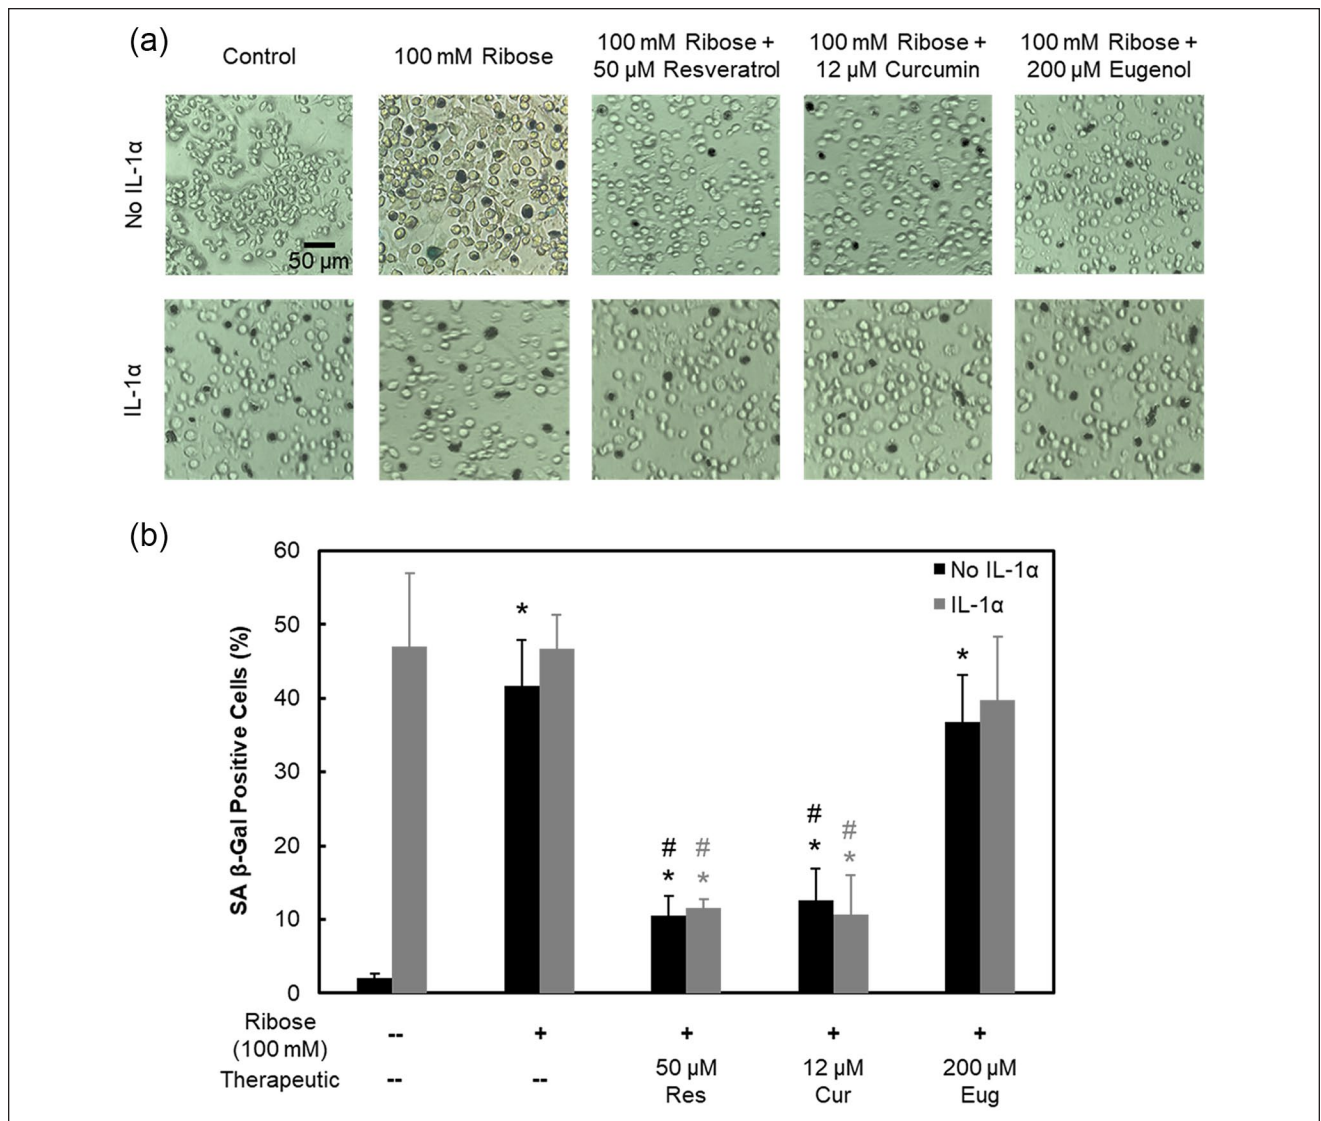 (a)
Control
100 mM Ribose
100 mM Ribose +
50 µM Resveratrol
100 mM Ribose +
12 µM Curcumin
100 mM Ribose +
200 µM Eugenol
No IL-1α
50 µm
IL-1α
(b)
SA β-Gal Positive Cells (%)
60
50
40
30
20
10
0
No IL-1α
IL-1α
*
*
#
*
#
*
#
*
#
*
Ribose
(100 mM)
-- + + + +
Therapeutic
-- --
50 µM
Res
12 µM
Cur
200 µM
Eug